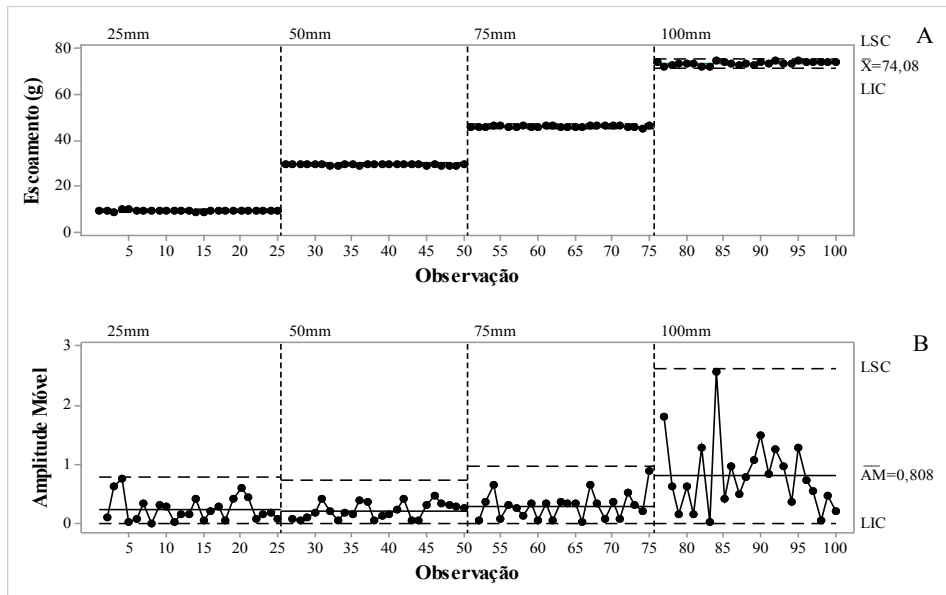 25mm 50mm 75mm 100mm
A
LSC
X̅=74,08
LIC
80
60
40
20
0
Escoamento (g)
5 10 15 20 25 30 35 40 45 50 55 60 65 70 75 80 85 90 95 100
Observação
25mm 50mm 75mm 100mm
B
LSC
A̅M̅=0,808
LIC
3
2
1
0
Amplitude Móvel
5 10 15 20 25 30 35 40 45 50 55 60 65 70 75 80 85 90 95 100
Observação